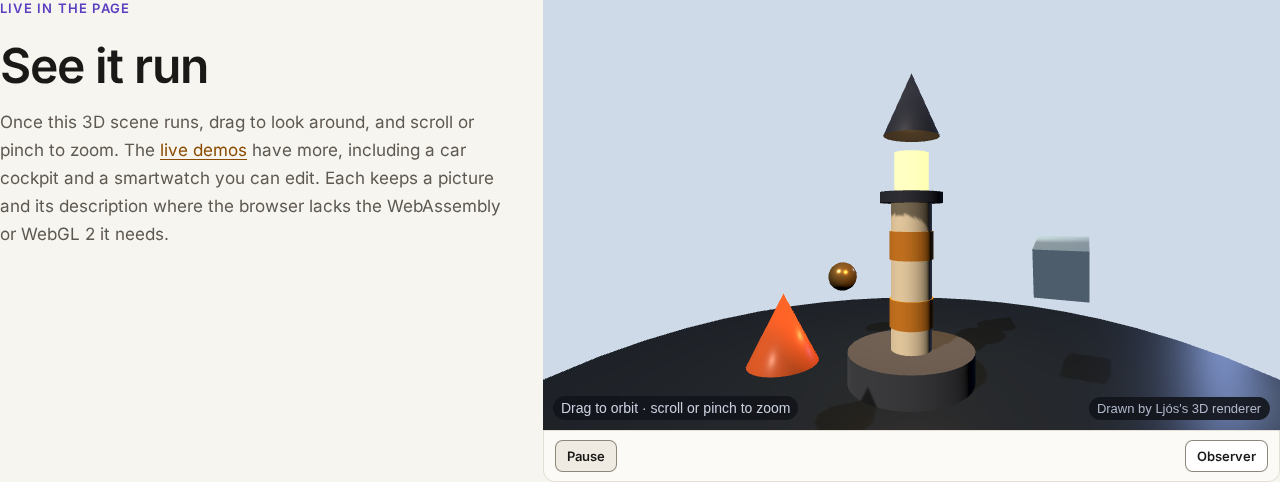 LIVE IN THE PAGE
See it run
Once this 3D scene runs, drag to look around, and scroll or
pinch to zoom. The live demos have more, including a car
cockpit and a smartwatch you can edit. Each keeps a picture
and its description where the browser lacks the WebAssembly
or WebGL 2 it needs.
Drag to orbit · scroll or pinch to zoom
Drawn by Ljós's 3D renderer
Pause
Observer